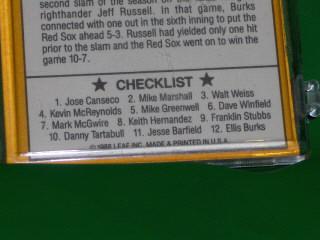 second slam of the season on
righthander Jeff Russell. In that game, Burks
connected with one out in the sixth inning to put the
Red Sox ahead 5-3. Russell had yielded only one hit
prior to the slam and the Red Sox went on to win the
game 10-7.
★ CHECKLIST ★
1. Jose Canseco 2. Mike Marshall 3. Walt Weiss
4. Kevin McReynolds 5. Mike Greenwell 6. Dave Winfield
7. Mark McGwire 8. Keith Hernandez 9. Franklin Stubbs
10. Danny Tartabull 11. Jesse Barfield 12. Ellis Burks
© 1988 LEAF INC. MADE & PRINTED IN U.S.A.